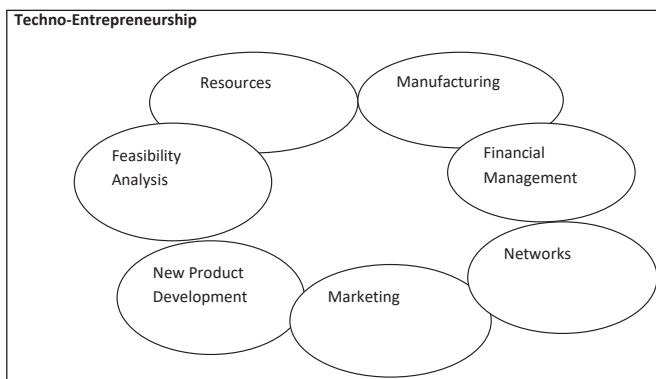 Techno-Entrepreneurship
Resources
Manufacturing
Feasibility
Analysis
Financial
Management
New Product
Development
Marketing
Networks